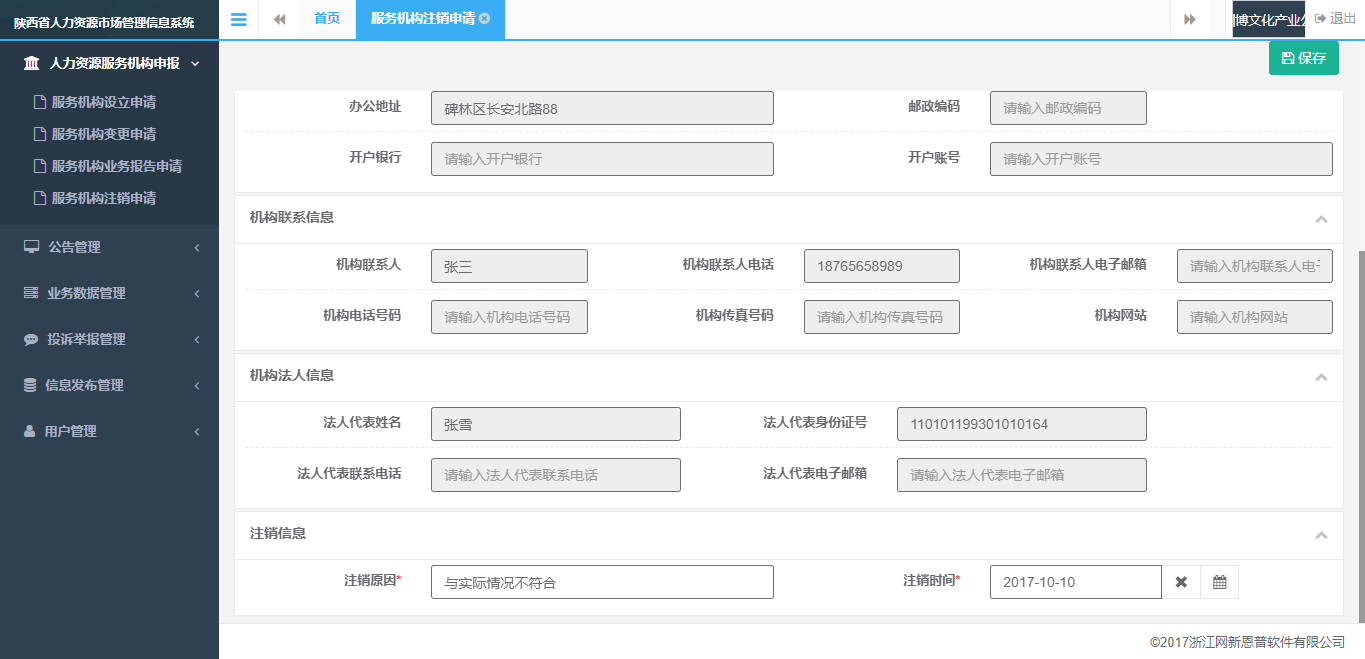 陕西省人力资源市场管理信息系统
首页
服务机构注销申请
博文化产业公
退出
人力资源服务机构申报
服务机构设立申请
服务机构变更申请
服务机构业务报告申请
服务机构注销申请
公告管理
业务数据管理
投诉举报管理
信息发布管理
用户管理
保存
办公地址 碑林区长安北路88 邮政编码 请输入邮政编码
开户银行 请输入开户银行 开户账号 请输入开户账号
机构联系信息
机构联系人 张三 机构联系人电话 18765658989 机构联系人电子邮箱 请输入机构联系人电
机构电话号码 请输入机构电话号码 机构传真号码 请输入机构传真号码 机构网站 请输入机构网站
机构法人信息
法人代表姓名 张雪 法人代表身份证号 110101199301010164
法人代表联系电话 请输入法人代表联系电话 法人代表电子邮箱 请输入法人代表电子邮箱
注销信息
注销原因* 与实际情况不符合 注销时间* 2017-10-10
©2017浙江网新恩普软件有限公司